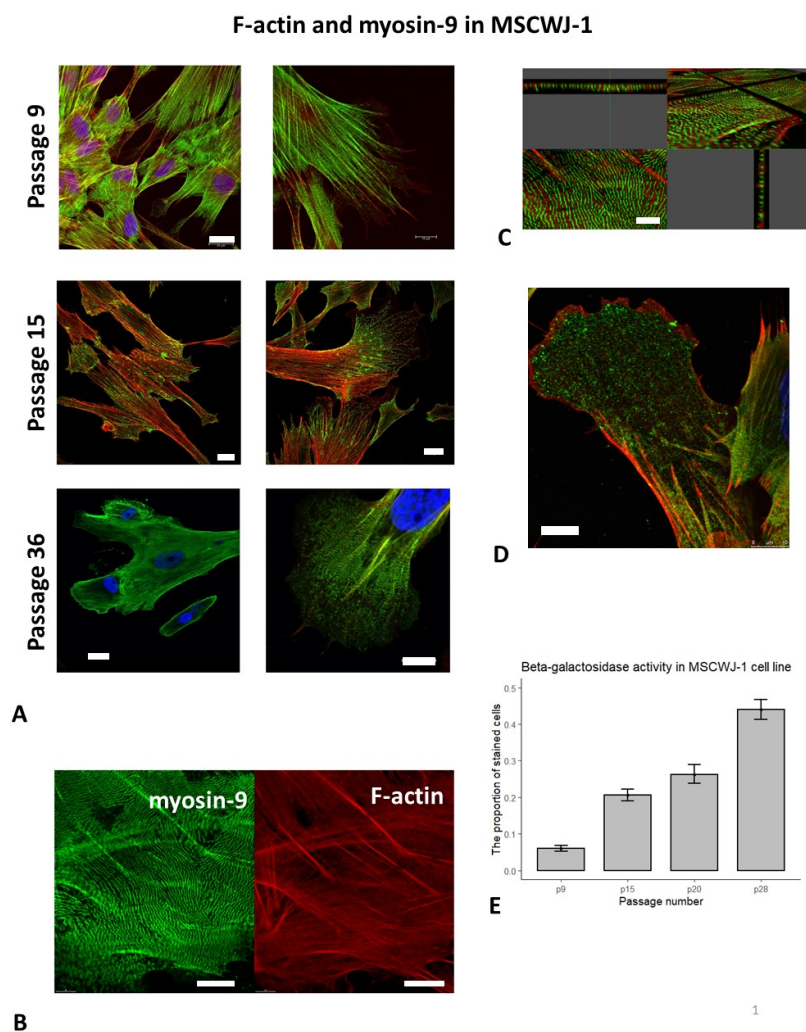 F-actin and myosin-9 in MSCWJ-1
Passage 9
Passage 15
Passage 36
A
myosin-9
F-actin
B
C
D
Beta-galactosidase activity in MSCWJ-1 cell line
The proportion of stained cells
0.5
0.4
0.3
0.2
0.1
0.0
p9
p15
p20
p28
Passage number
E
1